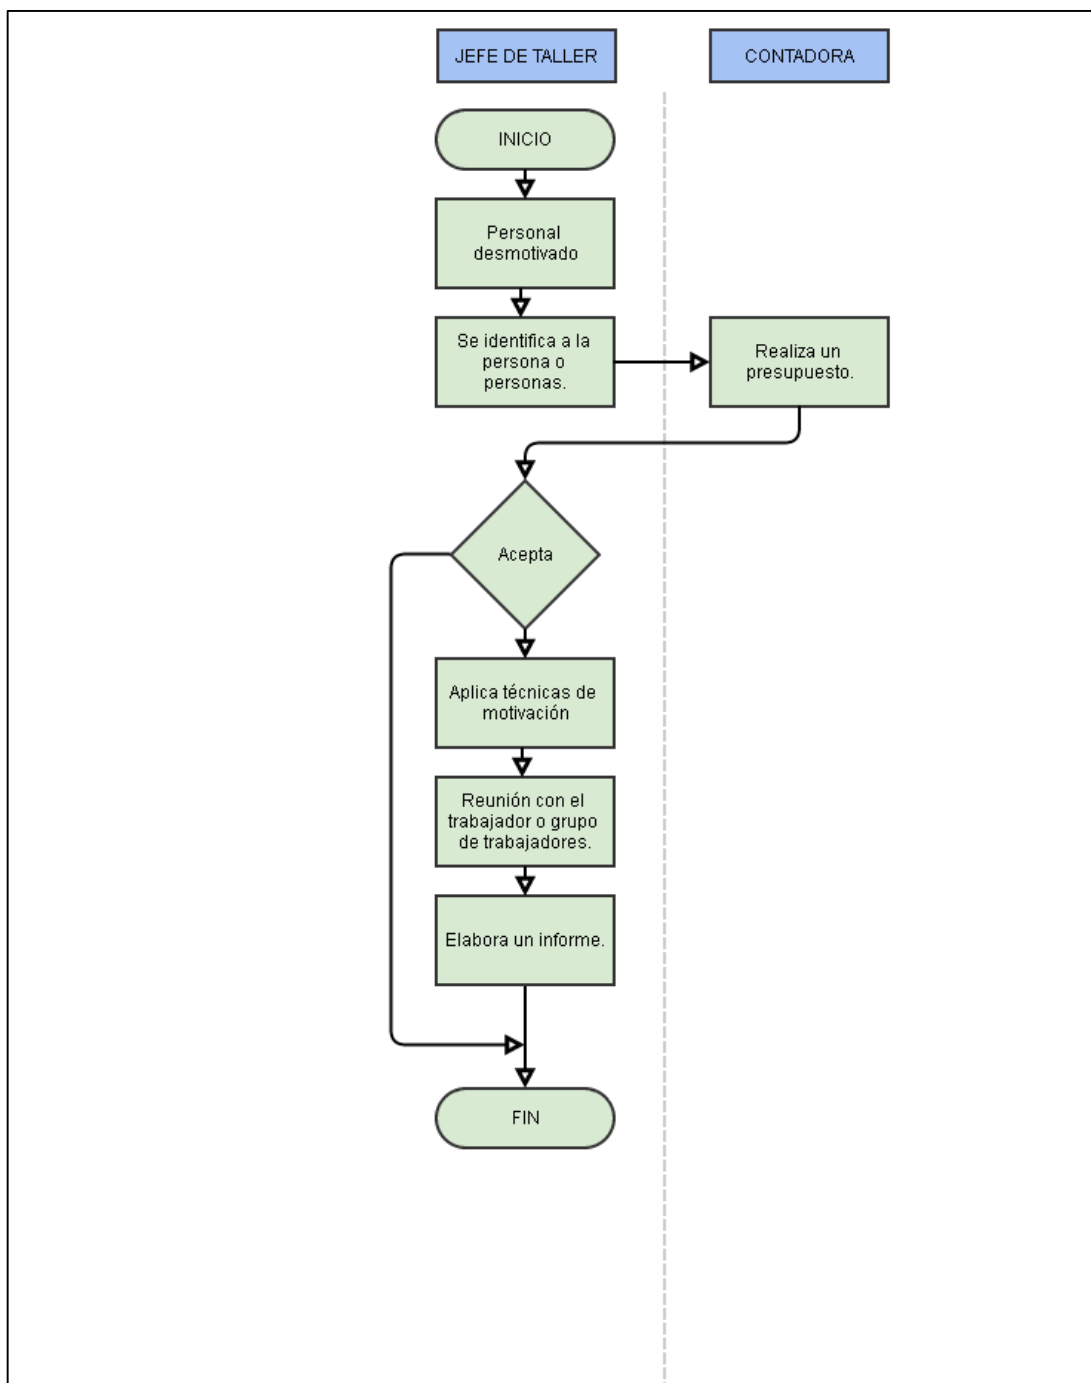 JEFE DE TALLER
CONTADORA
INICIO
Personal
desmotivado
Se identifica a la
persona o
personas.
Realiza un
presupuesto.
Acepta
Aplica técnicas de
motivación
Reunión con el
trabajador o grupo
de trabajadores.
Elabora un informe.
FIN